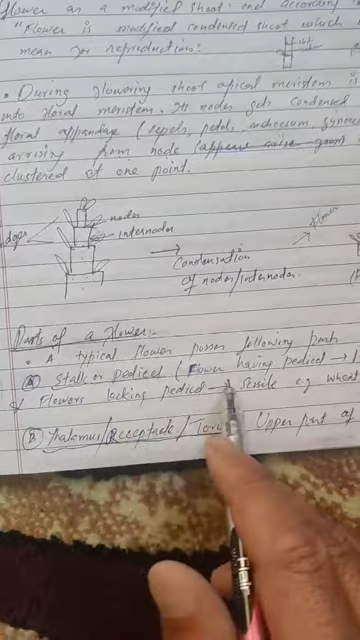 flower as a modified shoot: and according
"Flower is modified condensed shoot which
mean for reproduction.
• During flowering shoot apical meristem is
into floral meristem. Its nodes gets condensed
floral appendage (sepals, petals, androecium,
arising from node
clustered at one point.
nodes
internodes
flower
→ Condensation
of nodes/internodes
Parts of a Flower:-
• A typical flower posses following parts
(A) Stalk or pedicel (Flower having pedicel →
Flowers lacking pedicel → Sessile e.g wheat
(B) Thalamus/Receptacle/Torus Upper part of